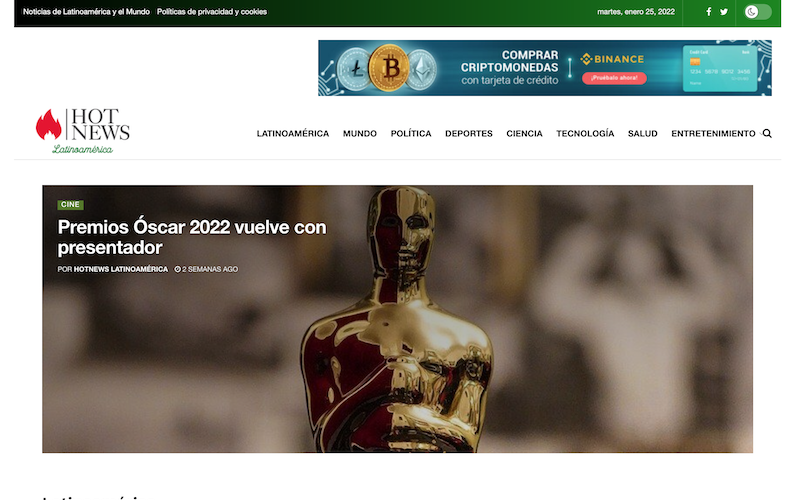 Noticias de Latinoamérica y el Mundo Políticas de privacidad y cookies martes, enero 25, 2022
COMPRAR
CRIPTOMONEDAS
con tarjeta de crédito
BINANCE
¡Pruébalo ahora!
HOT
NEWS
Latinoamérica
LATINOAMÉRICA MUNDO POLÍTICA DEPORTES CIENCIA TECNOLOGÍA SALUD ENTRETENIMIENTO
CINE
Premios Óscar 2022 vuelve con
presentador
POR HOTNEWS LATINOAMÉRICA 2 SEMANAS AGO